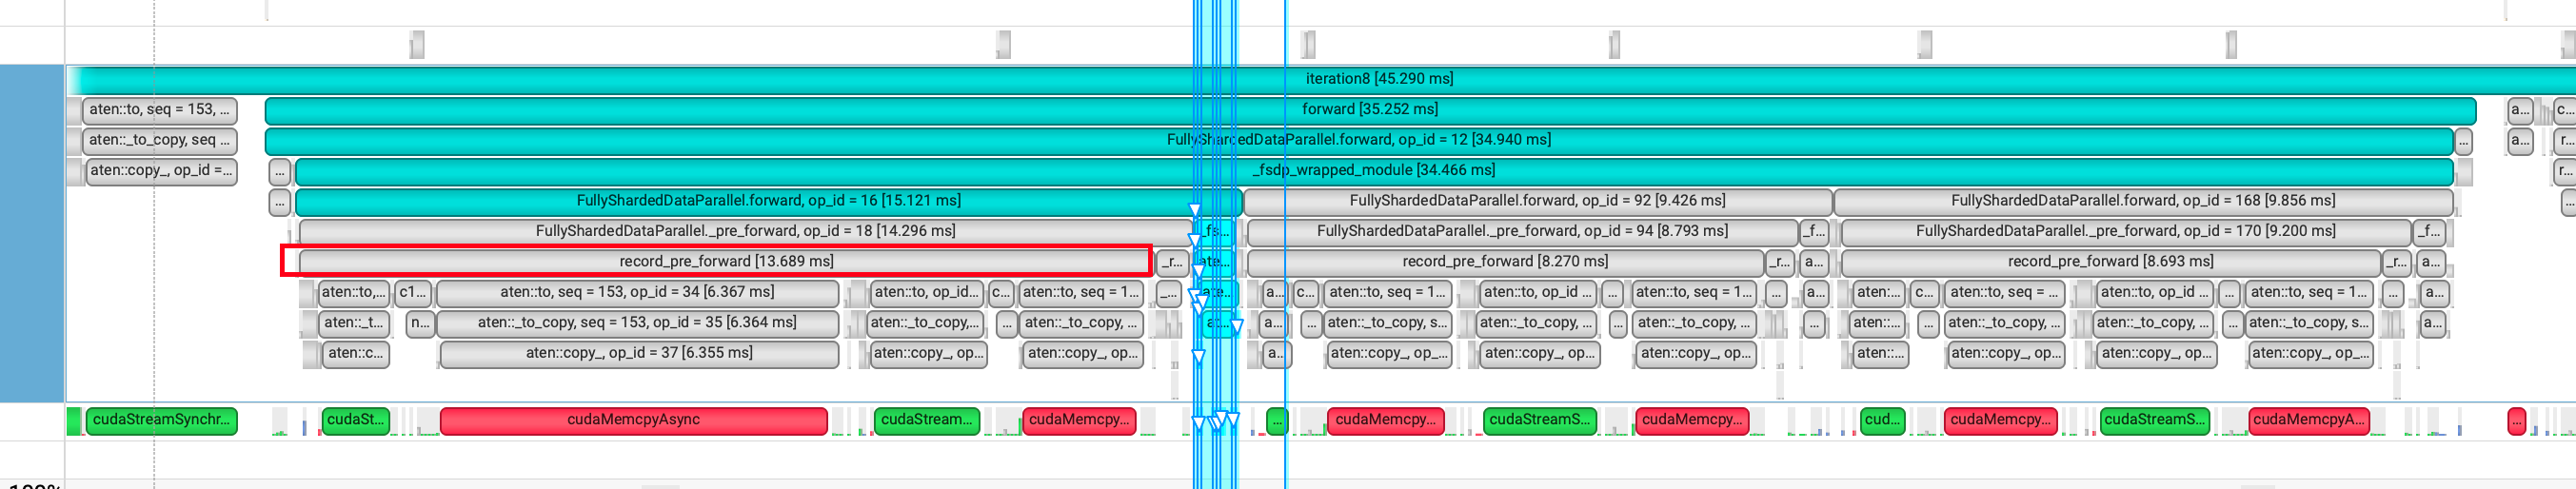 iteration8 [45.290 ms]
aten::to, seq = 153, ... forward [35.252 ms] a... c...
aten::_to_copy, seq ... FullyShardedDataParallel.forward, op_id = 12 [34.940 ms] ... a... r...
aten::copy_, op_id =... ... _fsdp_wrapped_module [34.466 ms] r...
... FullyShardedDataParallel.forward, op_id = 16 [15.121 ms] FullyShardedDataParallel.forward, op_id = 92 [9.426 ms] FullyShardedDataParallel.forward, op_id = 168 [9.856 ms] ...
FullyShardedDataParallel._pre_forward, op_id = 18 [14.296 ms] _fs... FullyShardedDataParallel._pre_forward, op_id = 94 [8.793 ms] _f... FullyShardedDataParallel._pre_forward, op_id = 170 [9.200 ms] _f...
record_pre_forward [13.689 ms] _r... ate... record_pre_forward [8.270 ms] _r... a... record_pre_forward [8.693 ms] _r... a...
aten::to,... c1... aten::to, seq = 153, op_id = 34 [6.367 ms] aten::to, op_id... c... aten::to, seq = 1... _... ate... a... c... aten::to, seq = 1... aten::to, op_id ... ... aten::to, seq = 1... ... a... aten:... c... aten::to, seq = ... aten::to, op_id ... ... aten::to, seq = 1... ... a...
aten::_t... n... aten::_to_copy, seq = 153, op_id = 35 [6.364 ms] aten::_to_copy,... ... aten::_to_copy, ... a... a... ... aten::_to_copy, s... aten::_to_copy, ... ... aten::_to_copy, ... ... ... aten::... ... aten::_to_copy, ... aten::_to_copy, ... ... aten::_to_copy, s... ... a...
aten::c... aten::copy_, op_id = 37 [6.355 ms] aten::copy_, op... aten::copy_, op... a... aten::copy_, op_... aten::copy_, op... aten::copy_, op... aten::... aten::copy_, op... aten::copy_, op... aten::copy_, op_...
cudaStreamSynchr... cudaSt... cudaMemcpyAsync cudaStream... cudaMemcpy... ... cudaMemcpy... cudaStreamS... cudaMemcpy... cud... cudaMemcpy... cudaStreamS... cudaMemcpyA... ...